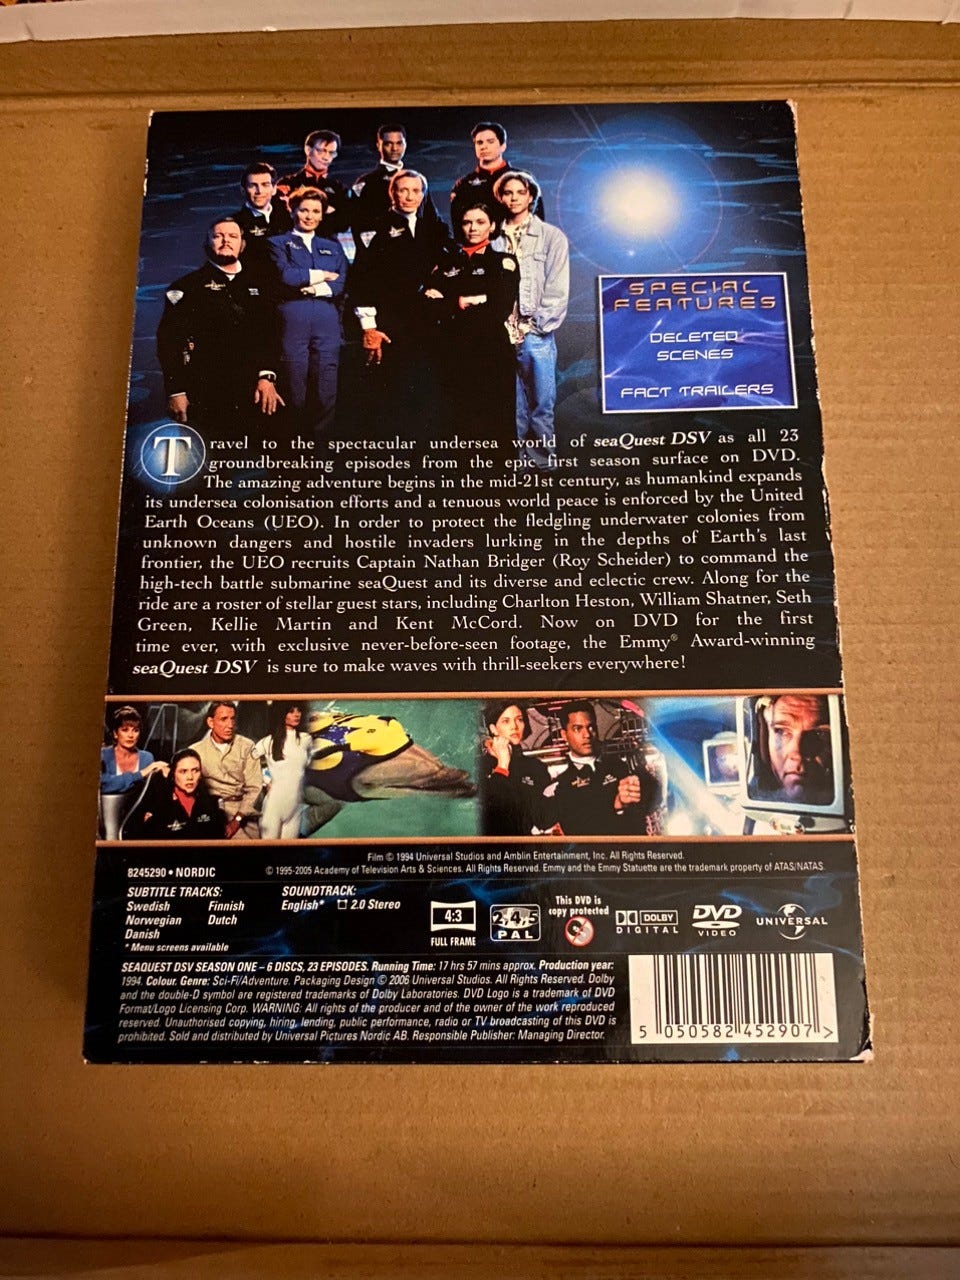 SPECIAL
FEATURES
DELETED
SCENES
FACT TRAILERS
Travel to the spectacular undersea world of seaQuest DSV as all 23
groundbreaking episodes from the epic first season surface on DVD.
The amazing adventure begins in the mid-21st century, as humankind expands
its undersea colonisation efforts and a tenuous world peace is enforced by the United
Earth Oceans (UEO). In order to protect the fledgling underwater colonies from
unknown dangers and hostile invaders lurking in the depths of Earth's last
frontier, the UEO recruits Captain Nathan Bridger (Roy Scheider) to command the
high-tech battle submarine seaQuest and its diverse and eclectic crew. Along for the
ride are a roster of stellar guest stars, including Charlton Heston, William Shatner, Seth
Green, Kellie Martin and Kent McCord. Now on DVD for the first
time ever, with exclusive never-before-seen footage, the Emmy® Award-winning
seaQuest DSV is sure to make waves with thrill-seekers everywhere!
Film © 1994 Universal Studios and Amblin Entertainment, Inc. All Rights Reserved.
8245290 • NORDIC © 1995-2005 Academy of Television Arts & Sciences. All Rights Reserved. Emmy and the Emmy Statuette are the trademark property of ATAS/NATAS.
SUBTITLE TRACKS:
Swedish Finnish
Norwegian Dutch
Danish
* Menu screens available
SOUNDTRACK:
English* 2.0 Stereo
4:3
FULL FRAME
2,4,5
PAL
This DVD is
copy protected
DOLBY
DIGITAL
DVD
VIDEO
UNIVERSAL
SEAQUEST DSV SEASON ONE – 6 DISCS, 23 EPISODES. Running Time: 17 hrs 57 mins approx. Production year:
1994. Colour. Genre: Sci-Fi/Adventure. Packaging Design © 2006 Universal Studios. All Rights Reserved. Dolby
and the double-D symbol are registered trademarks of Dolby Laboratories. DVD Logo is a trademark of DVD
Format/Logo Licensing Corp. WARNING: All rights of the producer and of the owner of the work reproduced
reserved. Unauthorised copying, hiring, lending, public performance, radio or TV broadcasting of this DVD is
prohibited. Sold and distributed by Universal Pictures Nordic AB. Responsible Publisher: Managing Director.
5 050582 452907 >